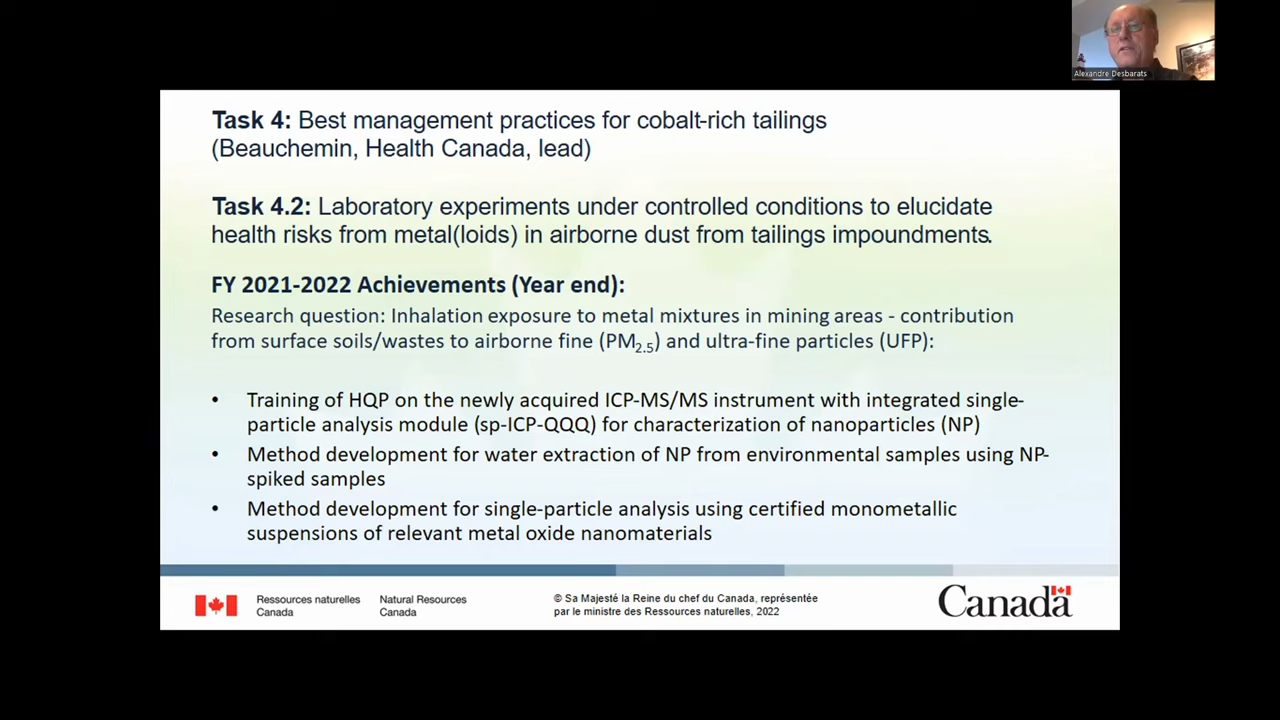 Alexandre Desbarats
Task 4: Best management practices for cobalt-rich tailings
(Beauchemin, Health Canada, lead)
Task 4.2: Laboratory experiments under controlled conditions to elucidate
health risks from metal(loids) in airborne dust from tailings impoundments.
FY 2021-2022 Achievements (Year end):
Research question: Inhalation exposure to metal mixtures in mining areas - contribution
from surface soils/wastes to airborne fine (PM2.5) and ultra-fine particles (UFP):
• Training of HQP on the newly acquired ICP-MS/MS instrument with integrated single-
particle analysis module (sp-ICP-QQQ) for characterization of nanoparticles (NP)
• Method development for water extraction of NP from environmental samples using NP-
spiked samples
• Method development for single-particle analysis using certified monometallic
suspensions of relevant metal oxide nanomaterials
Ressources naturelles
Canada
Natural Resources
Canada
© Sa Majesté la Reine du chef du Canada, représentée
par le ministre des Ressources naturelles, 2022
Canada